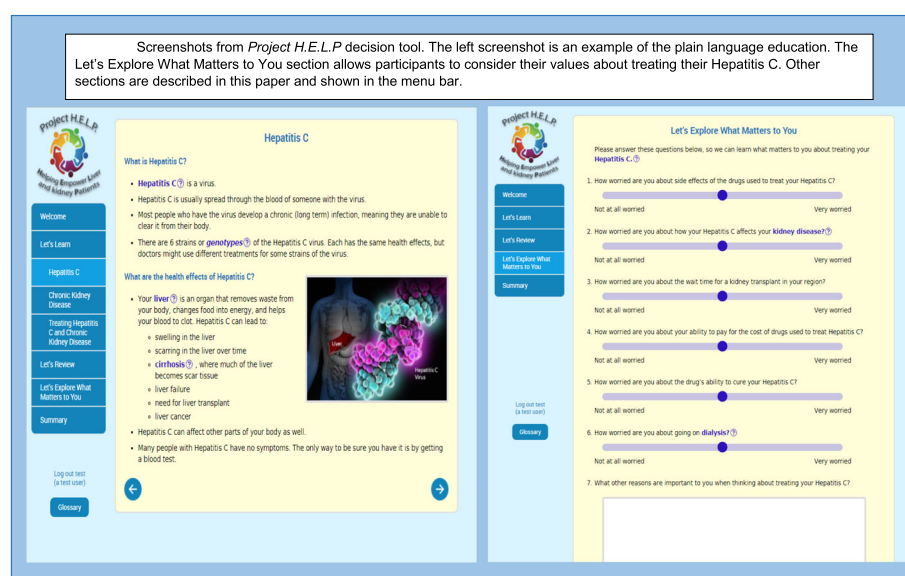 Screenshots from Project H.E.L.P decision tool. The left screenshot is an example of the plain language education. The
Let's Explore What Matters to You section allows participants to consider their values about treating their Hepatitis C. Other
sections are described in this paper and shown in the menu bar.
Project H.E.L.P.
Helping Empower Liver
and Kidney Patients
Welcome
Let's Learn
Hepatitis C
Chronic Kidney
Disease
Treating Hepatitis
C and Chronic
Kidney Disease
Let's Review
Let's Explore What
Matters to You
Summary
Log out test
(a test user)
Glossary
Hepatitis C
What is Hepatitis C?
• Hepatitis C? is a virus.
• Hepatitis C is usually spread through the blood of someone with the virus.
• Most people who have the virus develop a chronic (long term) infection, meaning they are unable to
clear it from their body.
• There are 6 strains or genotypes? of the Hepatitis C virus. Each has the same health effects, but
doctors might use different treatments for some strains of the virus.
What are the health effects of Hepatitis C?
• Your liver? is an organ that removes waste from
your body, changes food into energy, and helps
your blood to clot. Hepatitis C can lead to:
swelling in the liver
scarring in the liver over time
cirrhosis? , where much of the liver
becomes scar tissue
liver failure
need for liver transplant
liver cancer
Liver
Hepatitis C
Virus
• Hepatitis C can affect other parts of your body as well.
• Many people with Hepatitis C have no symptoms. The only way to be sure you have it is by getting
a blood test.
Project H.E.L.P.
Helping Empower Liver
and Kidney Patients
Welcome
Let's Learn
Let's Review
Let's Explore What
Matters to You
Summary
Log out test
(a test user)
Glossary
Let's Explore What Matters to You
Please answer these questions below, so we can learn what matters to you about treating your
Hepatitis C.?
1. How worried are you about side effects of the drugs used to treat your Hepatitis C?
Not at all worried Very worried
2. How worried are you about how your Hepatitis C affects your kidney disease??
Not at all worried Very worried
3. How worried are you about the wait time for a kidney transplant in your region?
Not at all worried Very worried
4. How worried are you about your ability to pay for the cost of drugs used to treat Hepatitis C?
Not at all worried Very worried
5. How worried are you about the drug's ability to cure your Hepatitis C?
Not at all worried Very worried
6. How worried are you about going on dialysis??
Not at all worried Very worried
7. What other reasons are important to you when thinking about treating your Hepatitis C?